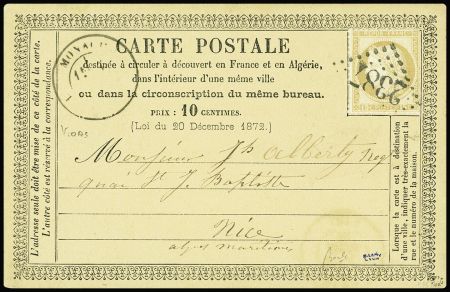 MONACO
CARTE POSTALE
destinée à circuler à découvert en France et en Algérie,
dans l'intérieur d'une même ville
ou dans la circonscription du même bureau.
PRIX : 10 CENTIMES.
(Loi du 20 Décembre 1872.)
2387
L'adresse seule doit être mise de ce côté de la carte.
L'autre côté est réservé à la correspondance.
Monsieur Jh Alberty
quai St J. Baptiste
Nice
alpes maritimes
Lorsque la carte est à destination
d'une ville, indiquer très-exactement la
rue et le numéro de la maison.